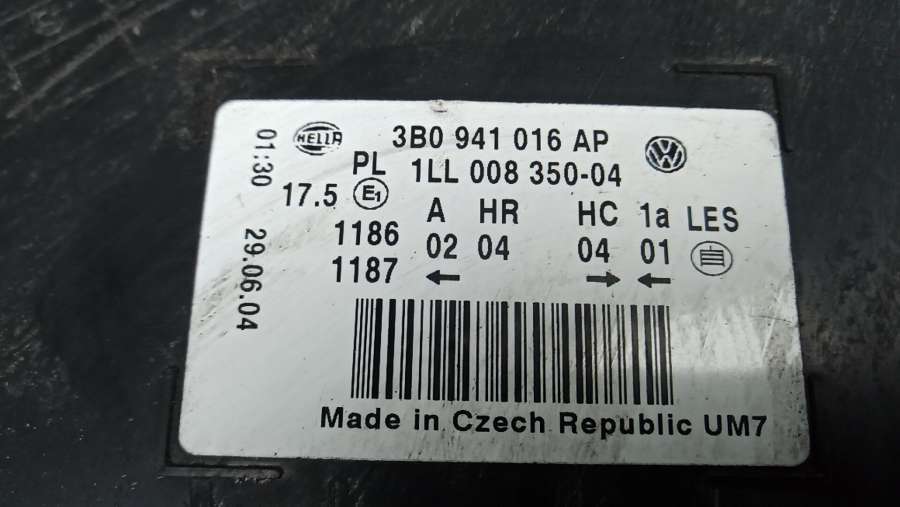 HELLA 3B0 941 016 AP
PL 1LL 008 350-04
17.5 E1
A HR HC 1a LES
1186 02 04 04 01
1187 ← → ←
Made in Czech Republic UM7
01:30
29.06.04
VW